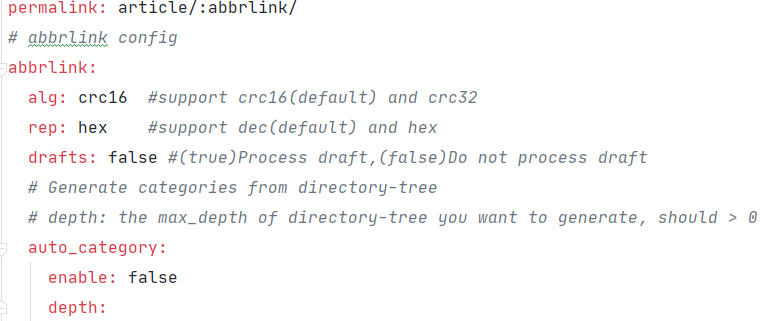 permalink: article/:abbrlink/
# abbrlink config
abbrlink:
  alg: crc16  #support crc16(default) and crc32
  rep: hex    #support dec(default) and hex
  drafts: false #(true)Process draft,(false)Do not process draft
  # Generate categories from directory-tree
  # depth: the max_depth of directory-tree you want to generate, should > 0
  auto_category:
    enable: false
    depth: